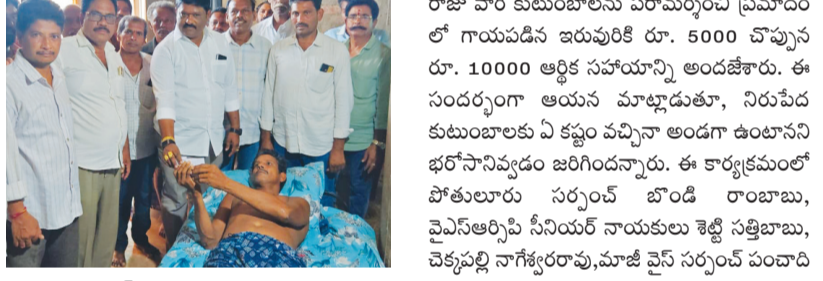 రాజు వార కుటుంబాలను పరామర్శించి ప్రమాదం
లో గాయపడిన ఇరువురికి రూ. 5000 చొప్పున
రూ. 10000 ఆర్థిక సహాయాన్ని అందజేశారు. ఈ
సందర్భంగా ఆయన మాట్లాడుతూ, నిరుపేద
కుటుంబాలకు ఏ కష్టం వచ్చినా అండగా ఉంటానని
భరోసానివ్వడం జరిగిందన్నారు. ఈ కార్యక్రమంలో
పోతులూరు సర్పంచ్ బొండి రాంబాబు,
వైఎస్ఆర్సిపి సీనియర్ నాయకులు శెట్టి సత్తిబాబు,
చెక్కపల్లి నాగేశ్వరరావు,మాజీ వైస్ సర్పంచ్ పంచాది